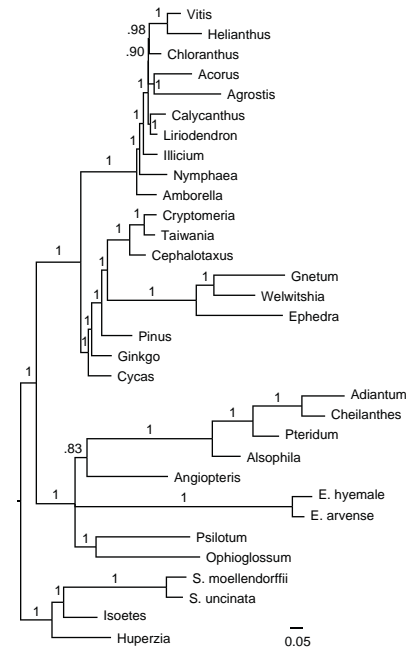 Vitis
.98
Helianthus
.90
Chloranthus
Acorus
1
1
Agrostis
1
Calycanthus
1
Liriodendron
1
Illicium
1
Nymphaea
Amborella
1
Cryptomeria
1
Taiwania
1
Cephalotaxus
1
1
Gnetum
1
Welwitshia
1
Ephedra
1
1
Pinus
1
Ginkgo
Cycas
1
Adiantum
1
Cheilanthes
1
Pteridum
1
Alsophila
.83
Angiopteris
1
1
E. hyemale
E. arvense
Psilotum
Ophioglossum
1
S. moellendorffii
S. uncinata
1
Isoetes
1
Huperzia
0.05